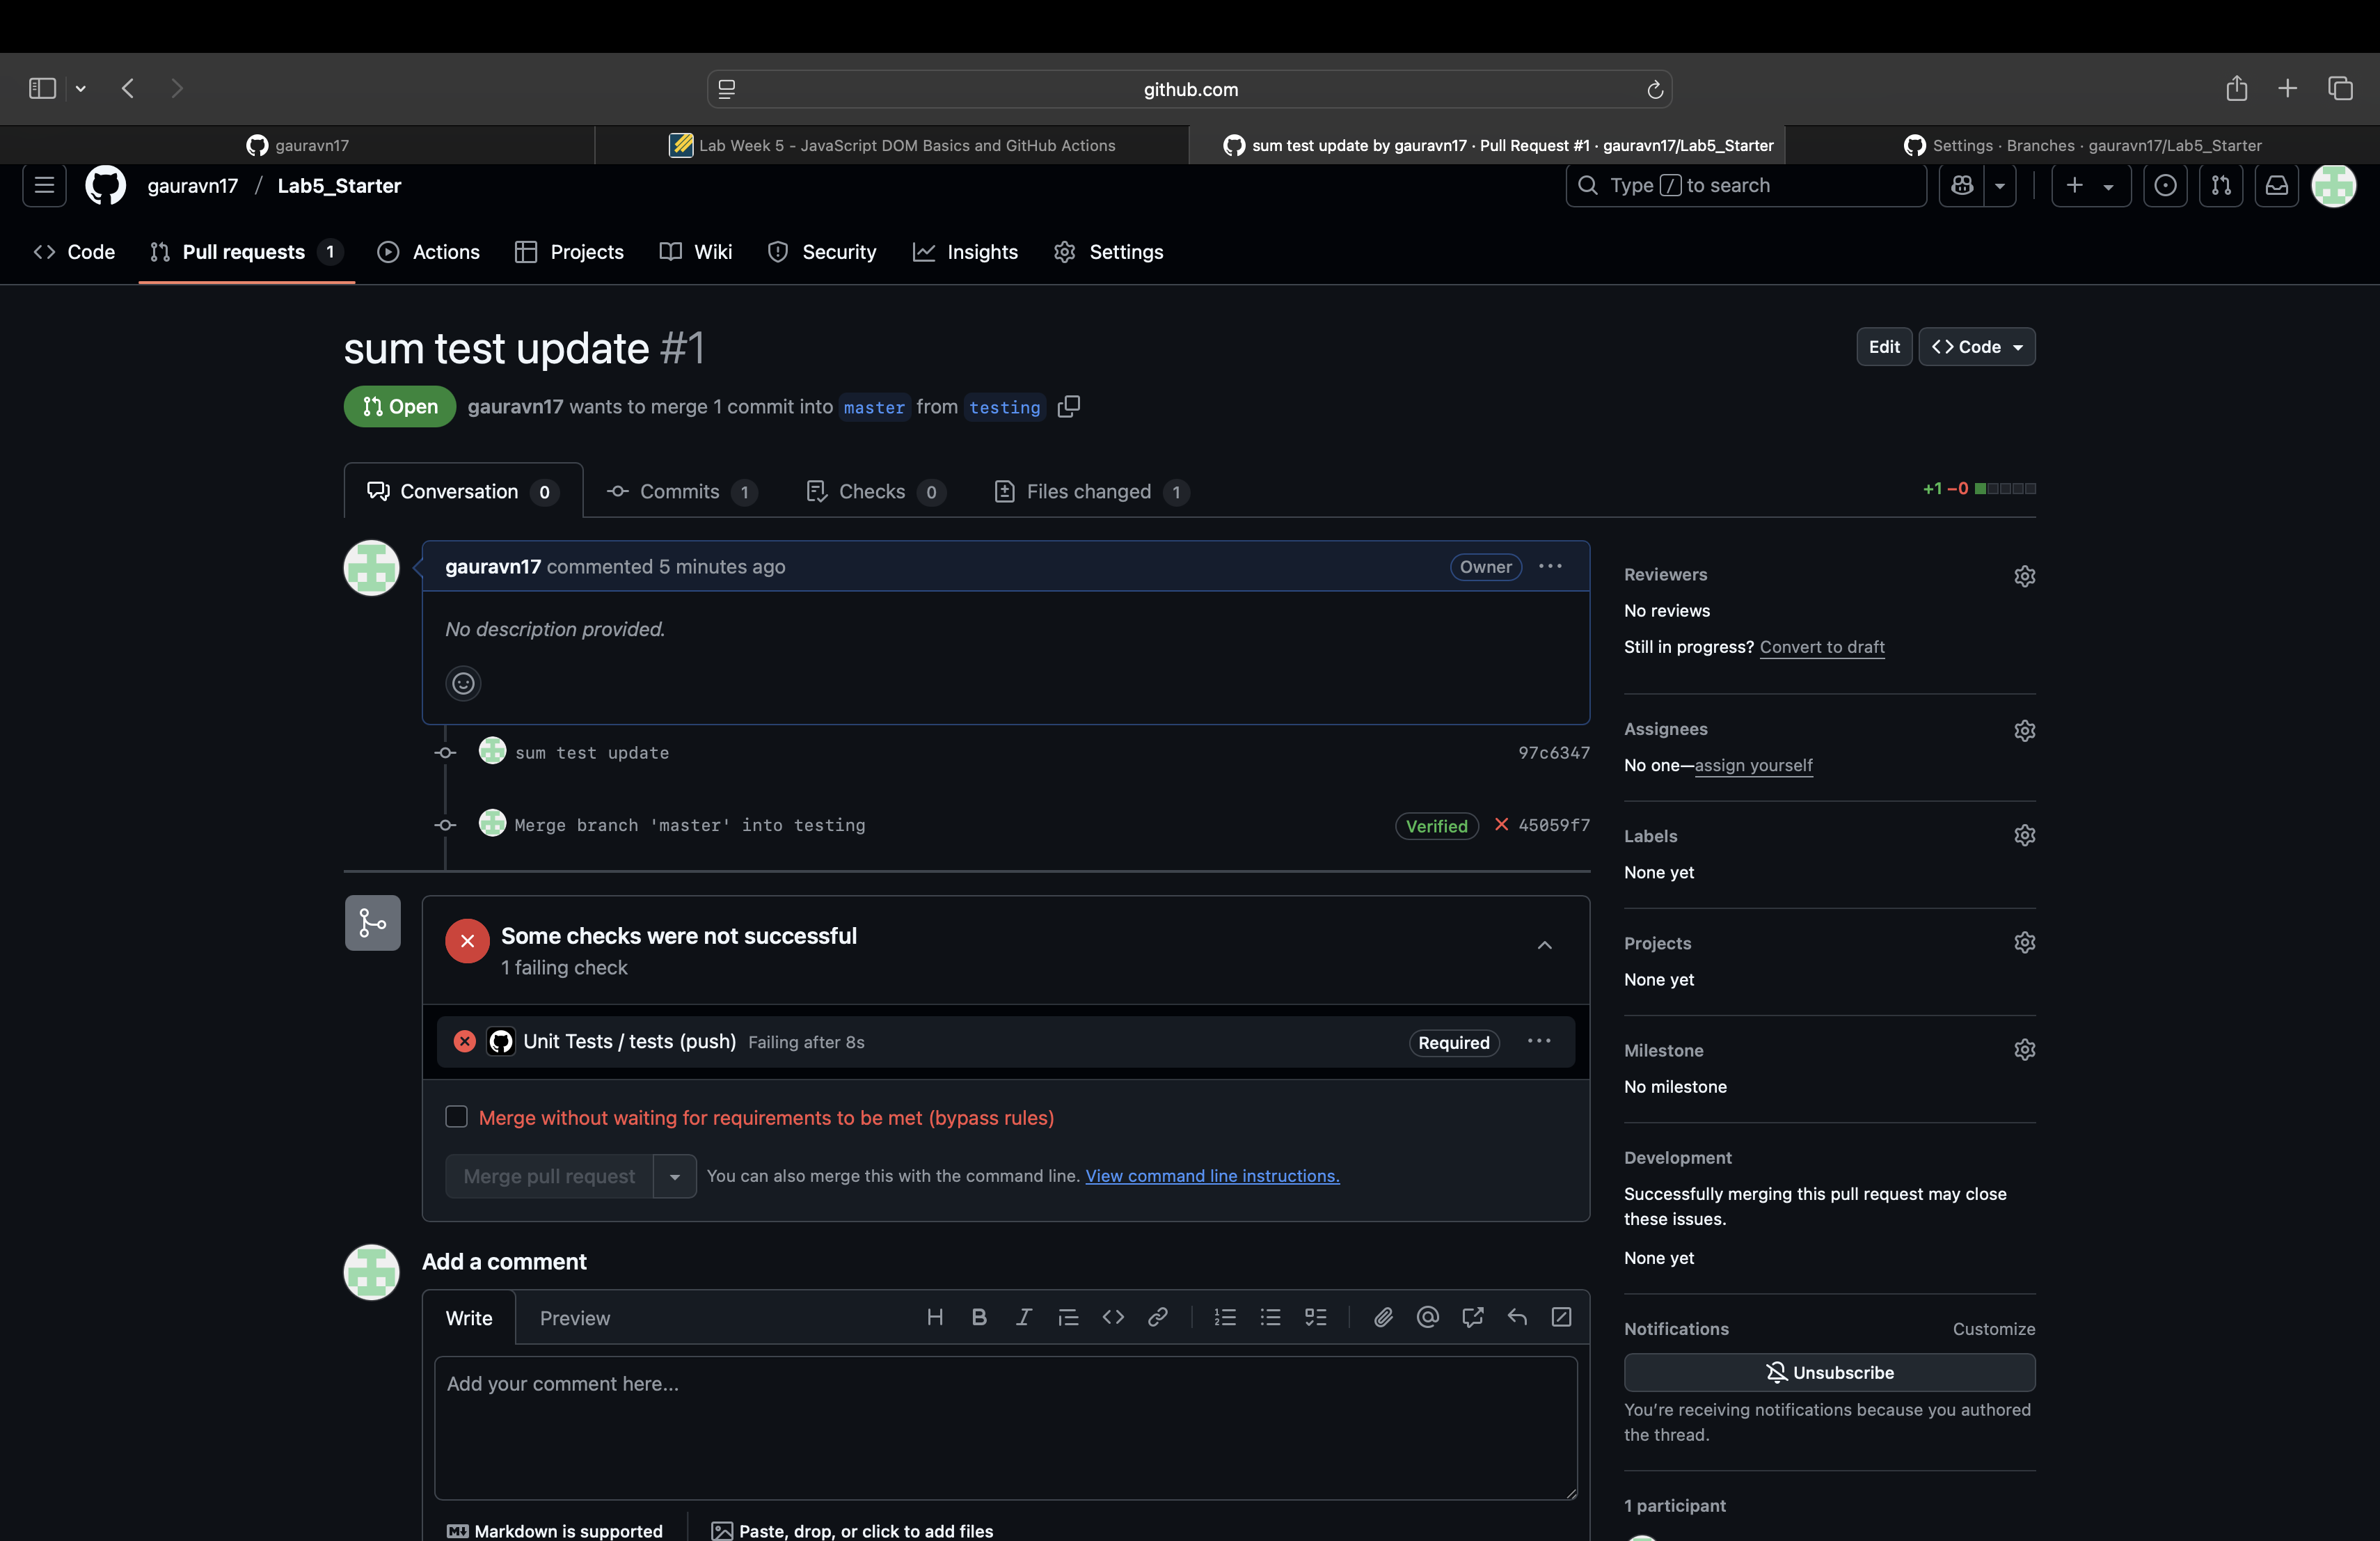 github.com
gauravn17
Lab Week 5 - JavaScript DOM Basics and GitHub Actions
sum test update by gauravn17 · Pull Request #1 · gauravn17/Lab5_Starter
Settings · Branches · gauravn17/Lab5_Starter
gauravn17 / Lab5_Starter
Type / to search
Code
Pull requests 1
Actions
Projects
Wiki
Security
Insights
Settings
sum test update #1
Edit
Code
Open
gauravn17 wants to merge 1 commit into master from testing
Conversation 0
Commits 1
Checks 0
Files changed 1
+1 −0
gauravn17 commented 5 minutes ago
Owner
No description provided.
sum test update
97c6347
Merge branch 'master' into testing
Verified
45059f7
Some checks were not successful
1 failing check
Unit Tests / tests (push) Failing after 8s
Required
Merge without waiting for requirements to be met (bypass rules)
Merge pull request
You can also merge this with the command line. View command line instructions.
Add a comment
Write
Preview
Add your comment here...
Markdown is supported
Paste, drop, or click to add files
Reviewers
No reviews
Still in progress? Convert to draft
Assignees
No one—assign yourself
Labels
None yet
Projects
None yet
Milestone
No milestone
Development
Successfully merging this pull request may close
these issues.
None yet
Notifications
Customize
Unsubscribe
You're receiving notifications because you authored
the thread.
1 participant